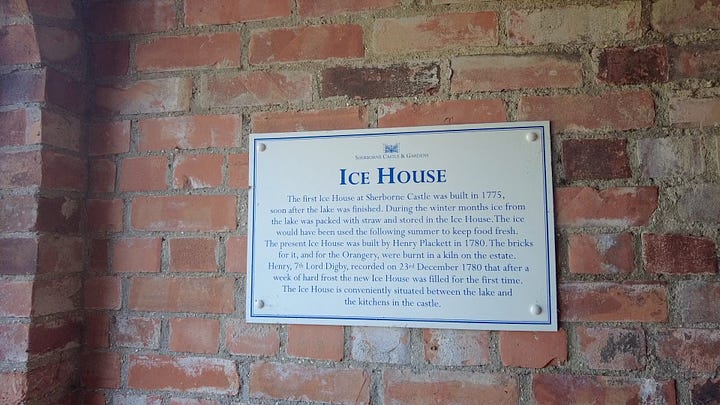 SHERBORNE CASTLE & GARDENS
ICE HOUSE
The first Ice House at Sherborne Castle was built in 1775,
soon after the lake was finished. During the winter months ice from
the lake was packed with straw and stored in the Ice House. The ice
would have been used the following summer to keep food fresh.
The present Ice House was built by Henry Plackett in 1780. The bricks
for it, and for the Orangery, were burnt in a kiln on the estate.
Henry, 7th Lord Digby, recorded on 23rd December 1780 that after a
week of hard frost the new Ice House was filled for the first time.
The Ice House is conveniently situated between the lake and
the kitchens in the castle.